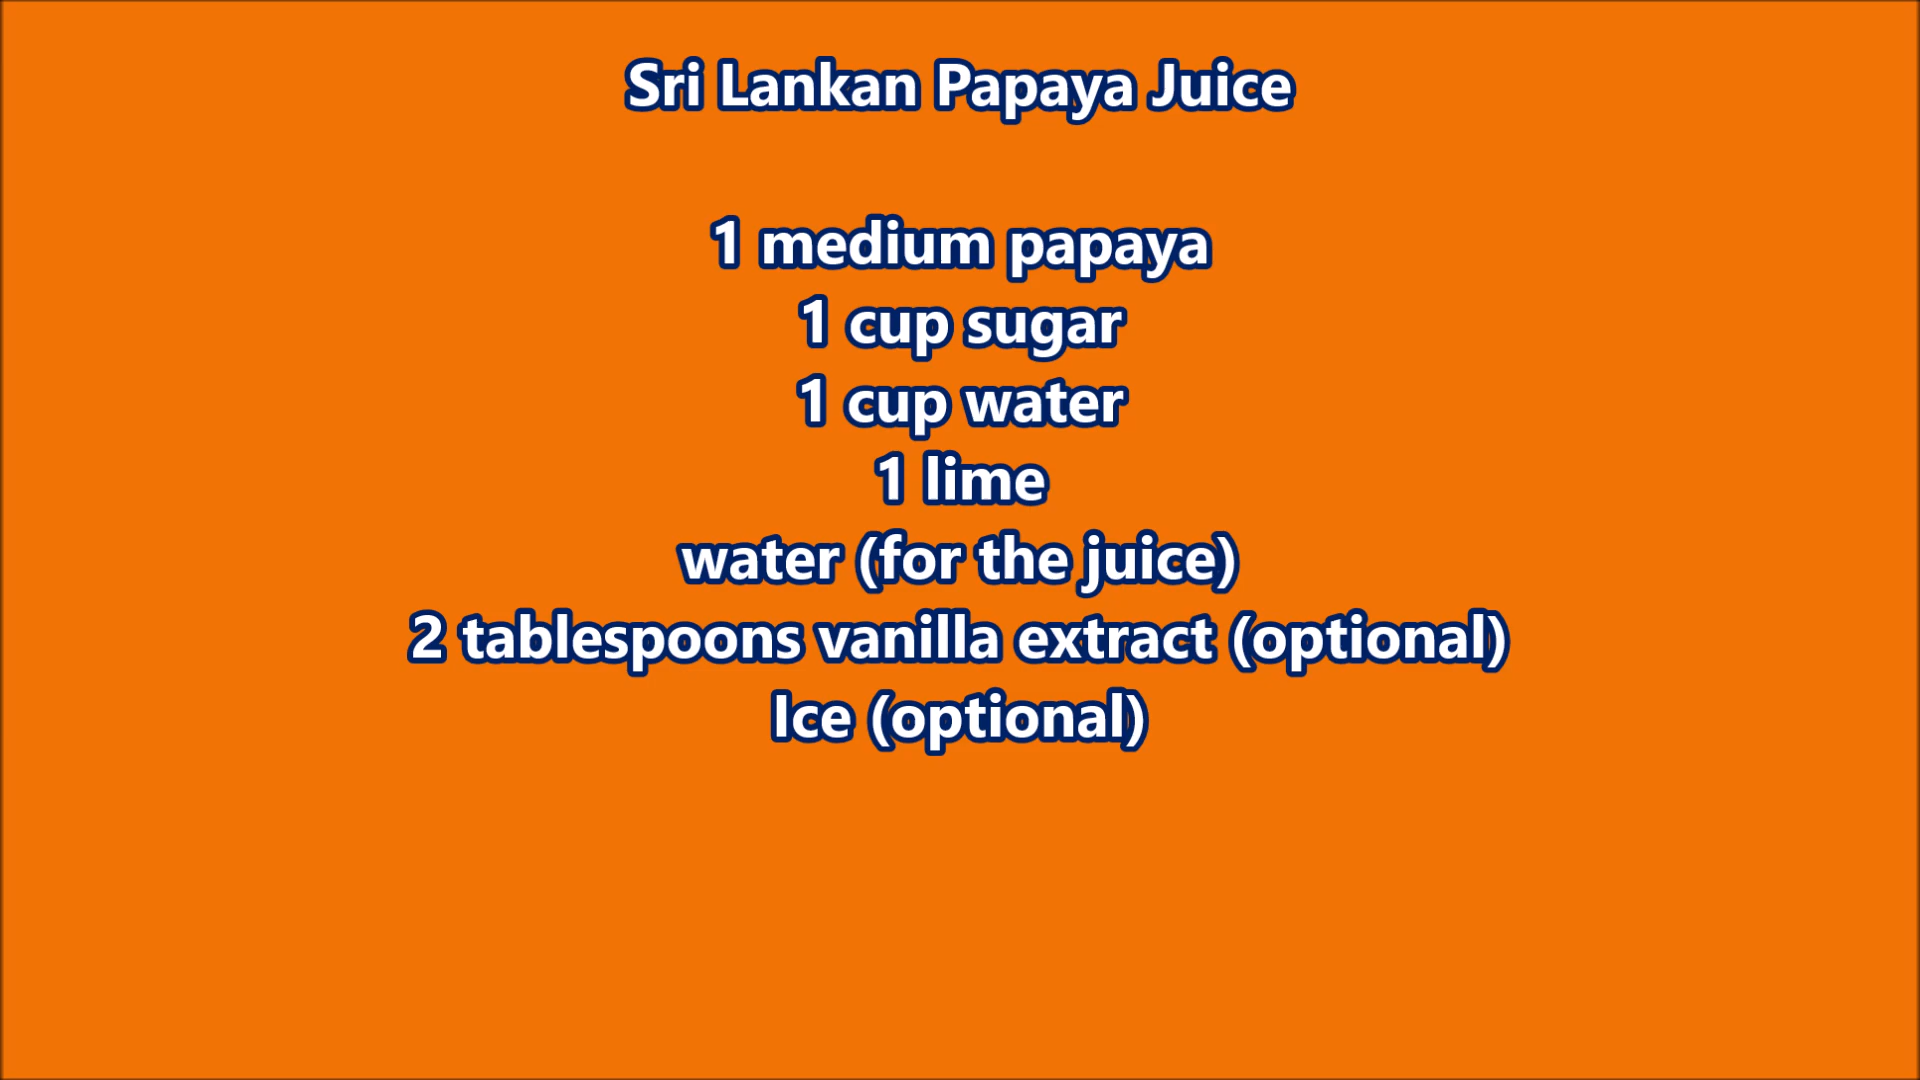 Sri Lankan Papaya Juice
1 medium papaya
1 cup sugar
1 cup water
1 lime
water (for the juice)
2 tablespoons vanilla extract (optional)
Ice (optional)